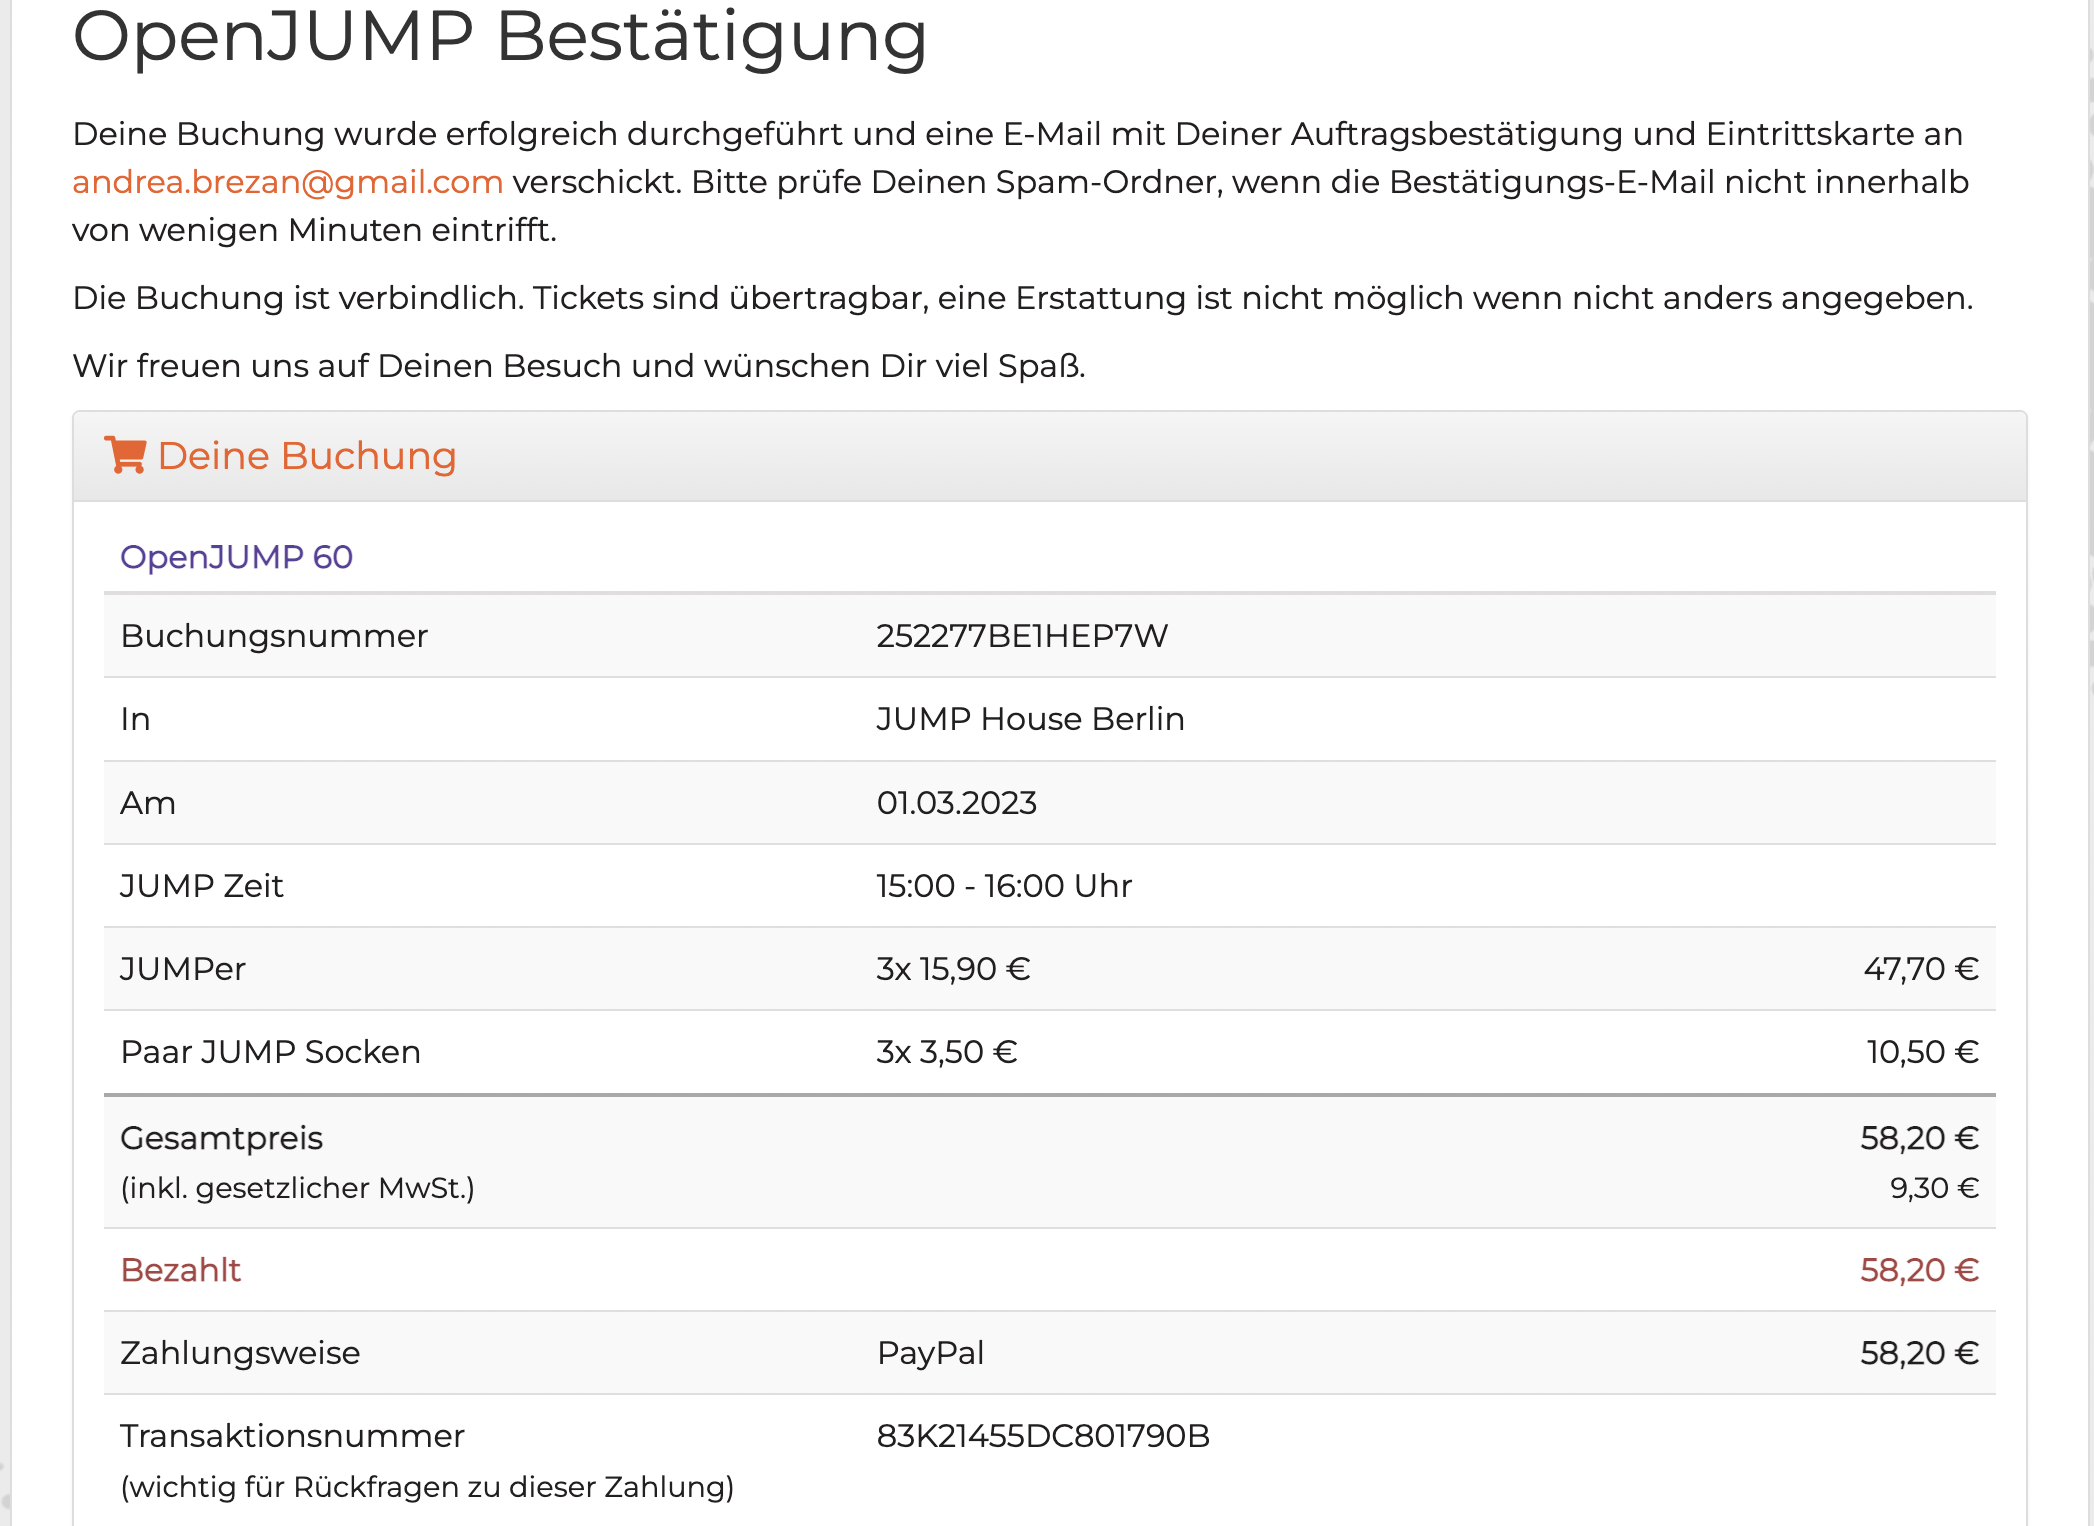 OpenJUMP Bestätigung
Deine Buchung wurde erfolgreich durchgeführt und eine E-Mail mit Deiner Auftragsbestätigung und Eintrittskarte an
andrea.brezan@gmail.com verschickt. Bitte prüfe Deinen Spam-Ordner, wenn die Bestätigungs-E-Mail nicht innerhalb
von wenigen Minuten eintrifft.
Die Buchung ist verbindlich. Tickets sind übertragbar, eine Erstattung ist nicht möglich wenn nicht anders angegeben.
Wir freuen uns auf Deinen Besuch und wünschen Dir viel Spaß.
Deine Buchung
OpenJUMP 60
Buchungsnummer 252277BE1HEP7W
In JUMP House Berlin
Am 01.03.2023
JUMP Zeit 15:00 - 16:00 Uhr
JUMPer 3x 15,90 € 47,70 €
Paar JUMP Socken 3x 3,50 € 10,50 €
Gesamtpreis 58,20 €
(inkl. gesetzlicher MwSt.) 9,30 €
Bezahlt 58,20 €
Zahlungsweise PayPal 58,20 €
Transaktionsnummer 83K21455DC801790B
(wichtig für Rückfragen zu dieser Zahlung)